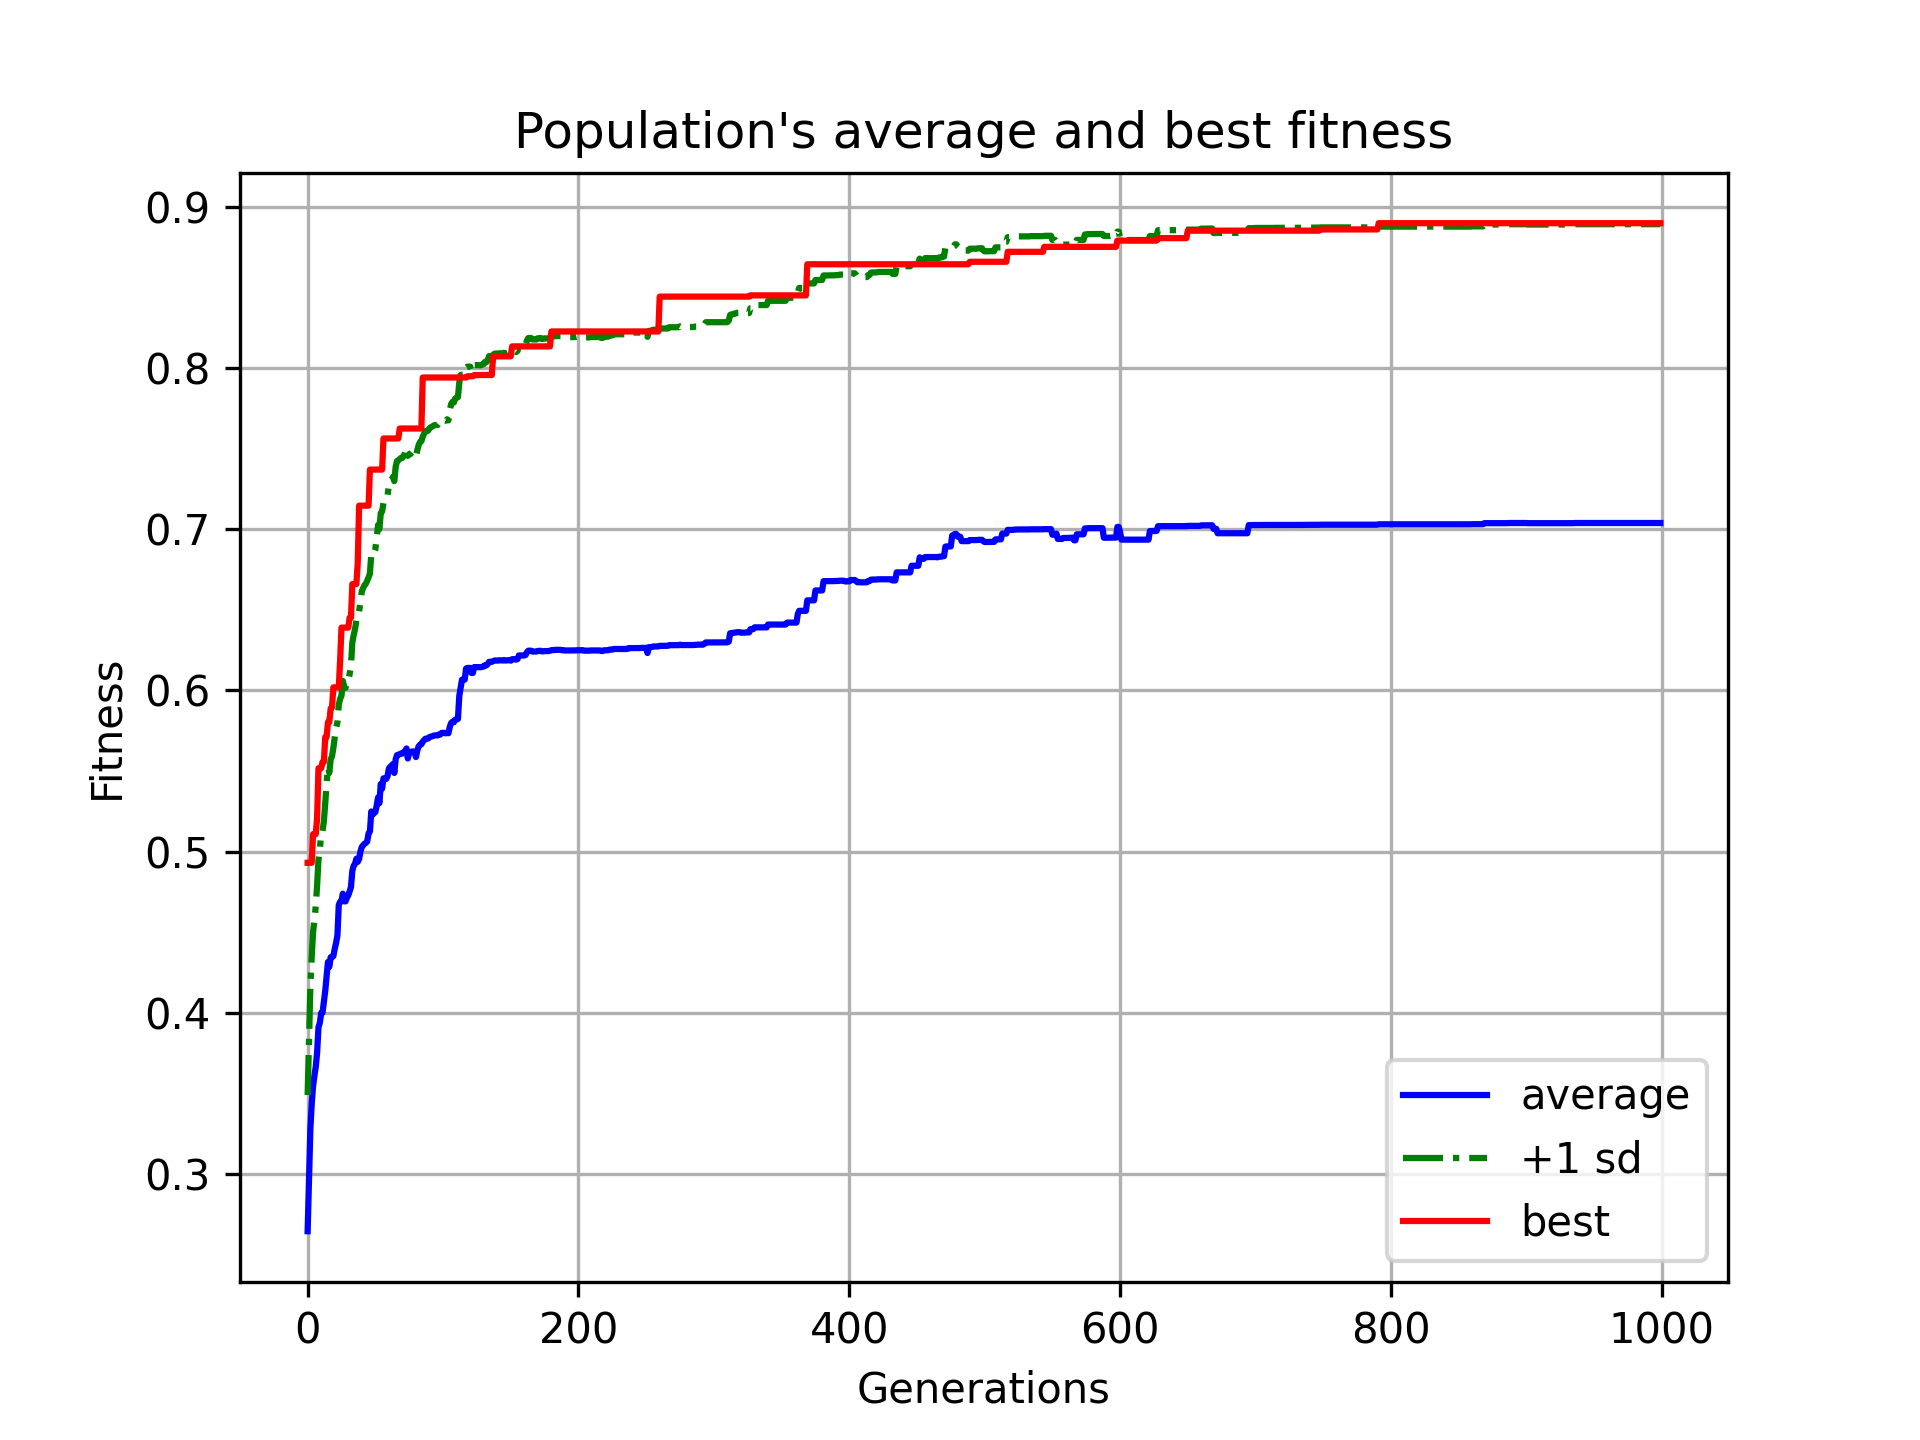 Population's average and best fitness
0.9
0.8
0.7
0.6
0.5
0.4
0.3
Fitness
0 200 400 600 800 1000
Generations
average
+1 sd
best